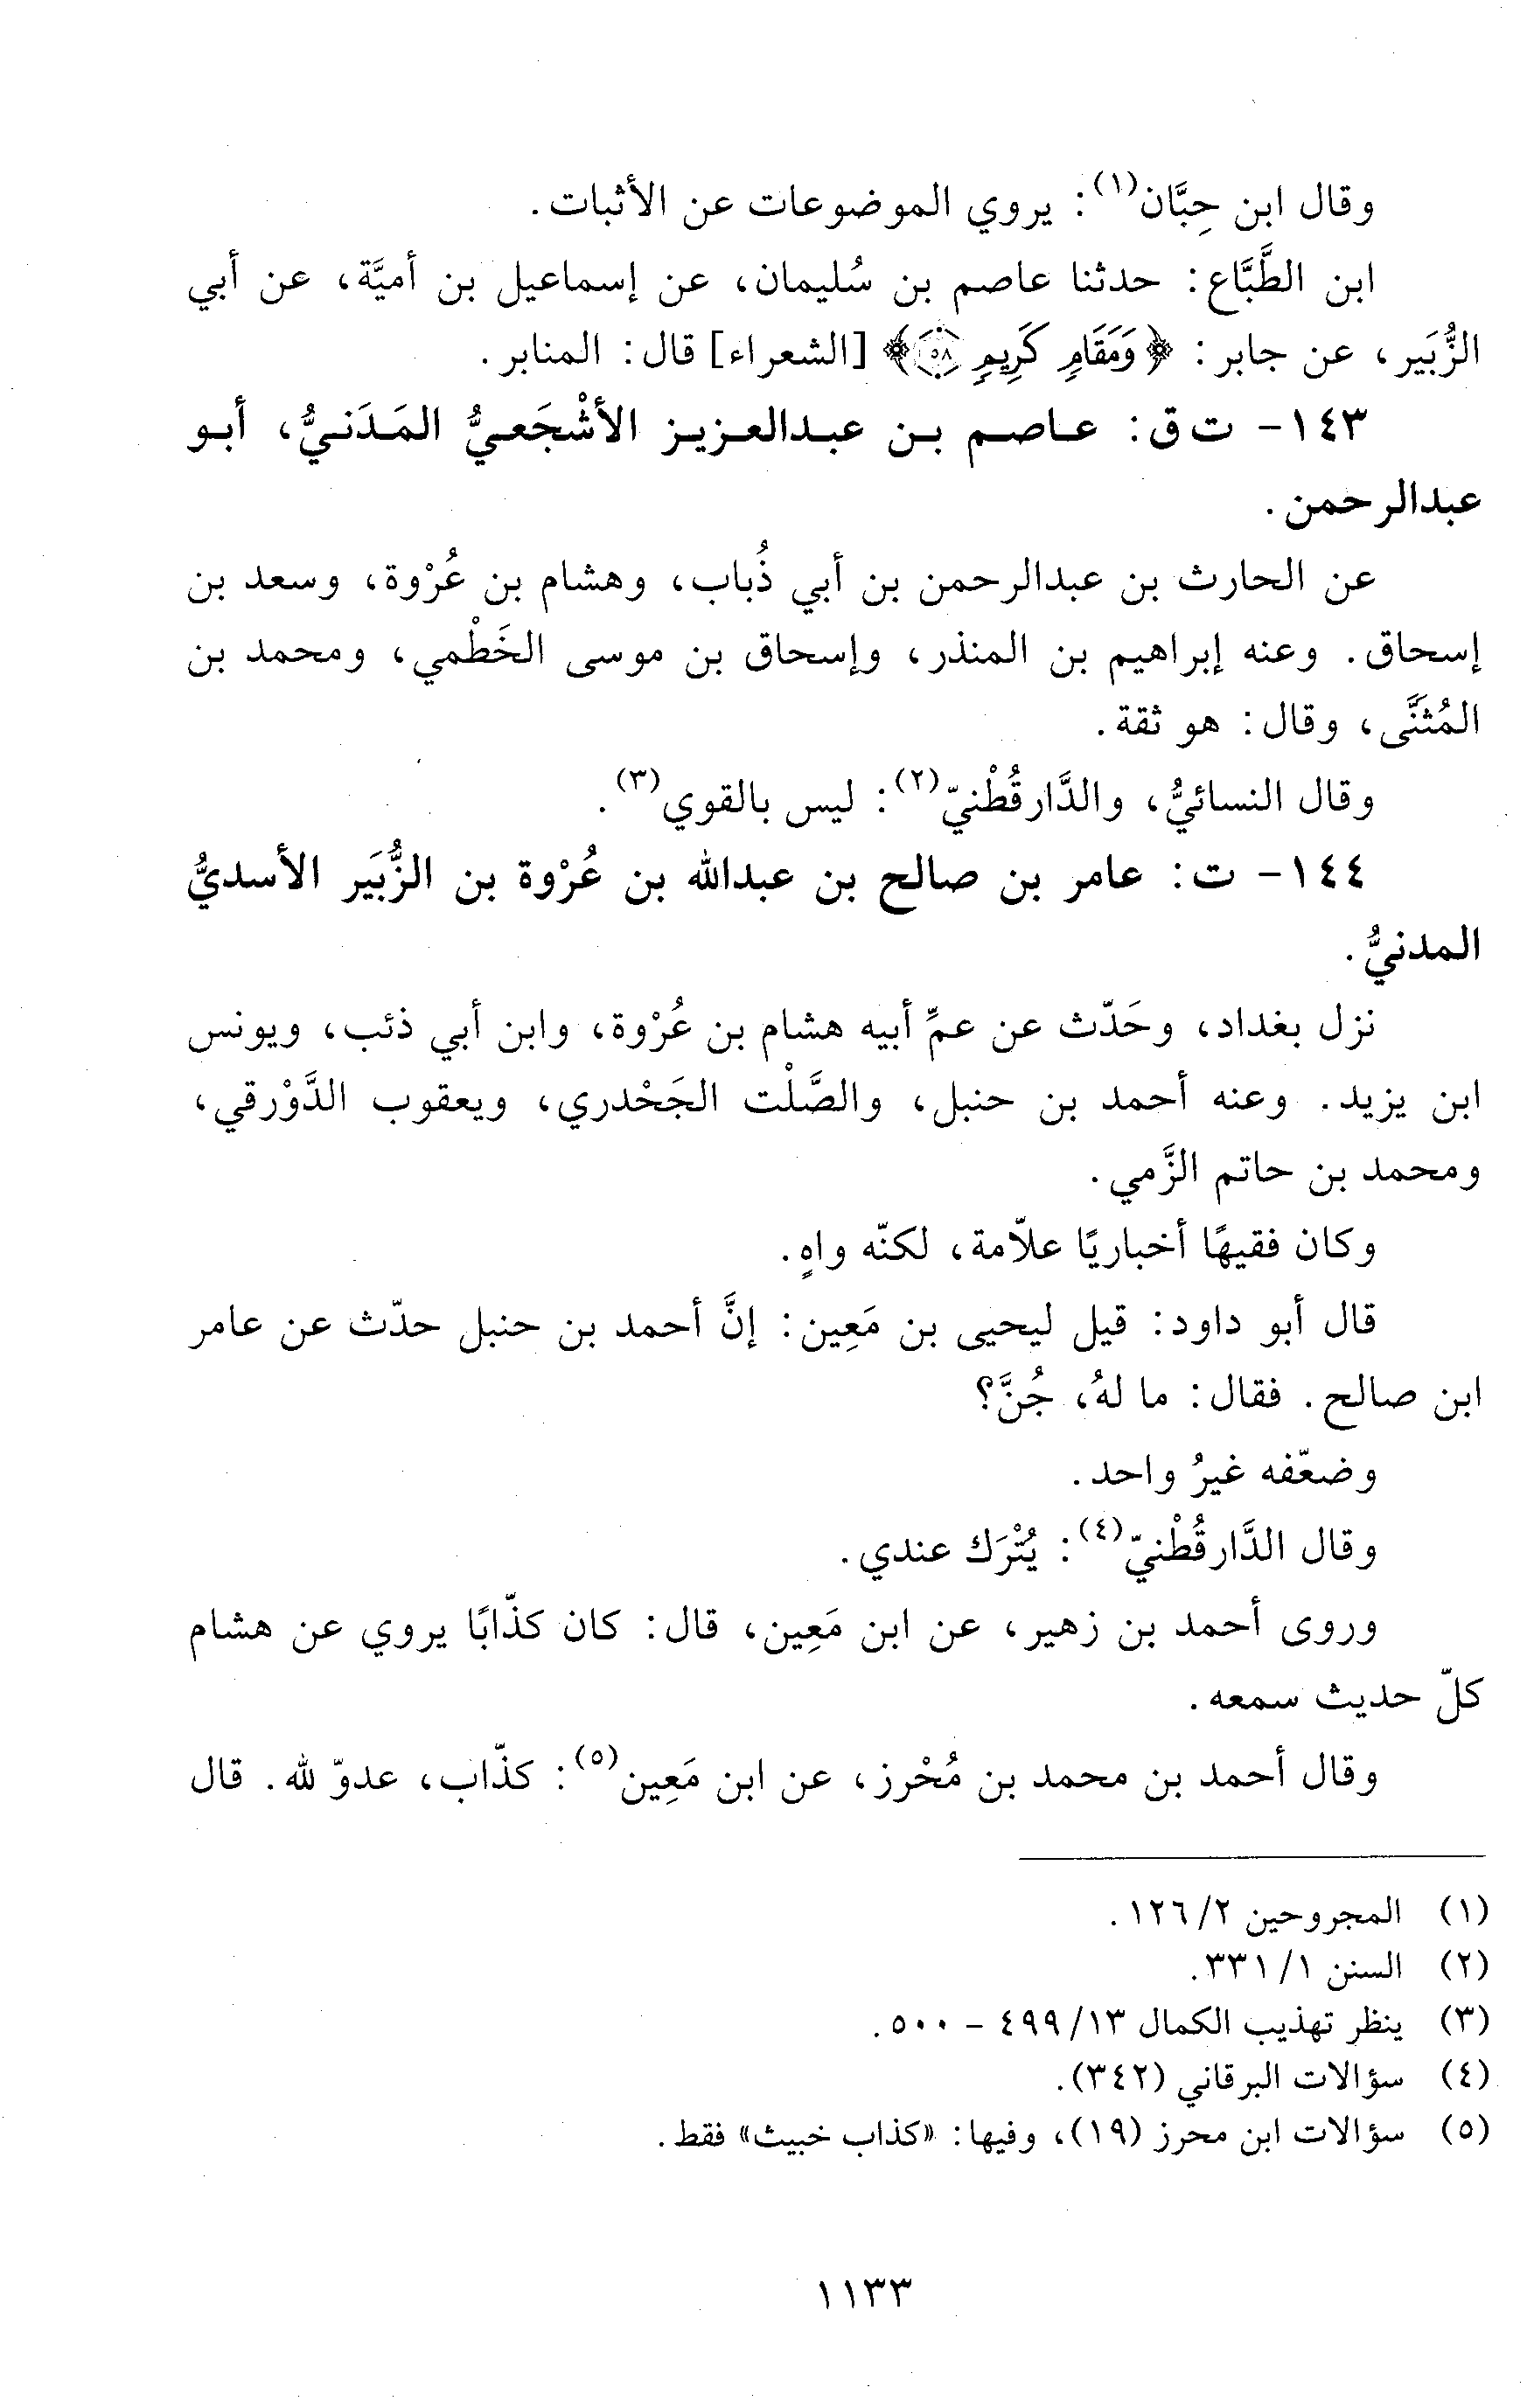 وقال ابن حِبَّان(١): يروي الموضوعات عن الأثبات.
ابن الطَّبَّاع: حدثنا عاصم بن سُليمان، عن إسماعيل بن أميَّة، عن أبي
الزُّبَير، عن جابر: ﴿وَمَقَامٍ كَرِيمٍ ٥٨﴾ [الشعراء] قال: المنابر.
١٤٣- ت ق: عاصم بن عبدالعزيز الأشْجَعيُّ المَدَنيُّ، أبو
عبدالرحمن.
عن الحارث بن عبدالرحمن بن أبي ذُباب، وهشام بن عُرْوة، وسعد بن
إسحاق. وعنه إبراهيم بن المنذر، وإسحاق بن موسى الخَطْمي، ومحمد بن
المُثنَّى، وقال: هو ثقة.
وقال النسائيُّ، والدَّارقُطْنيّ(٢): ليس بالقوي(٣).
١٤٤- ت: عامر بن صالح بن عبدالله بن عُرْوة بن الزُّبَير الأسديُّ
المدنيُّ.
نزل بغداد، وحَدّث عن عمِّ أبيه هشام بن عُرْوة، وابن أبي ذئب، ويونس
ابن يزيد. وعنه أحمد بن حنبل، والصَّلْت الجَحْدري، ويعقوب الدَّوْرقي،
ومحمد بن حاتم الزَّمي.
وكان فقيهًا أخباريًا علاّمة، لكنّه واهٍ.
قال أبو داود: قيل ليحيى بن مَعِين: إنَّ أحمد بن حنبل حدّث عن عامر
ابن صالح. فقال: ما لهُ، جُنَّ؟
وضعّفه غيرُ واحد.
وقال الدَّارقُطْنيّ(٤): يُتْرَك عندي.
وروى أحمد بن زهير، عن ابن مَعِين، قال: كان كذّابًا يروي عن هشام
كلّ حديث سمعه.
وقال أحمد بن محمد بن مُحْرز، عن ابن مَعِين(٥): كذّاب، عدوّ لله. قال
(١) المجروحين ٢/ ١٢٦.
(٢) السنن ١/ ٣٣١.
(٣) ينظر تهذيب الكمال ١٣/ ٤٩٩ - ٥٠٠.
(٤) سؤالات البرقاني (٣٤٢).
(٥) سؤالات ابن محرز (١٩)، وفيها: «كذاب خبيث» فقط.
١١٣٣